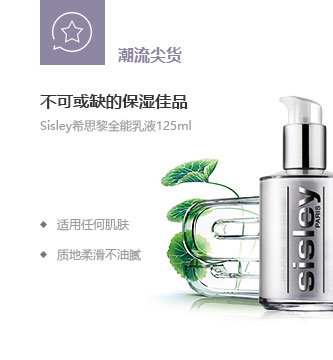 潮流尖货
不可或缺的保湿佳品
Sisley希思黎全能乳液125ml
适用任何肌肤
质地柔滑不油腻
sisley
PARIS